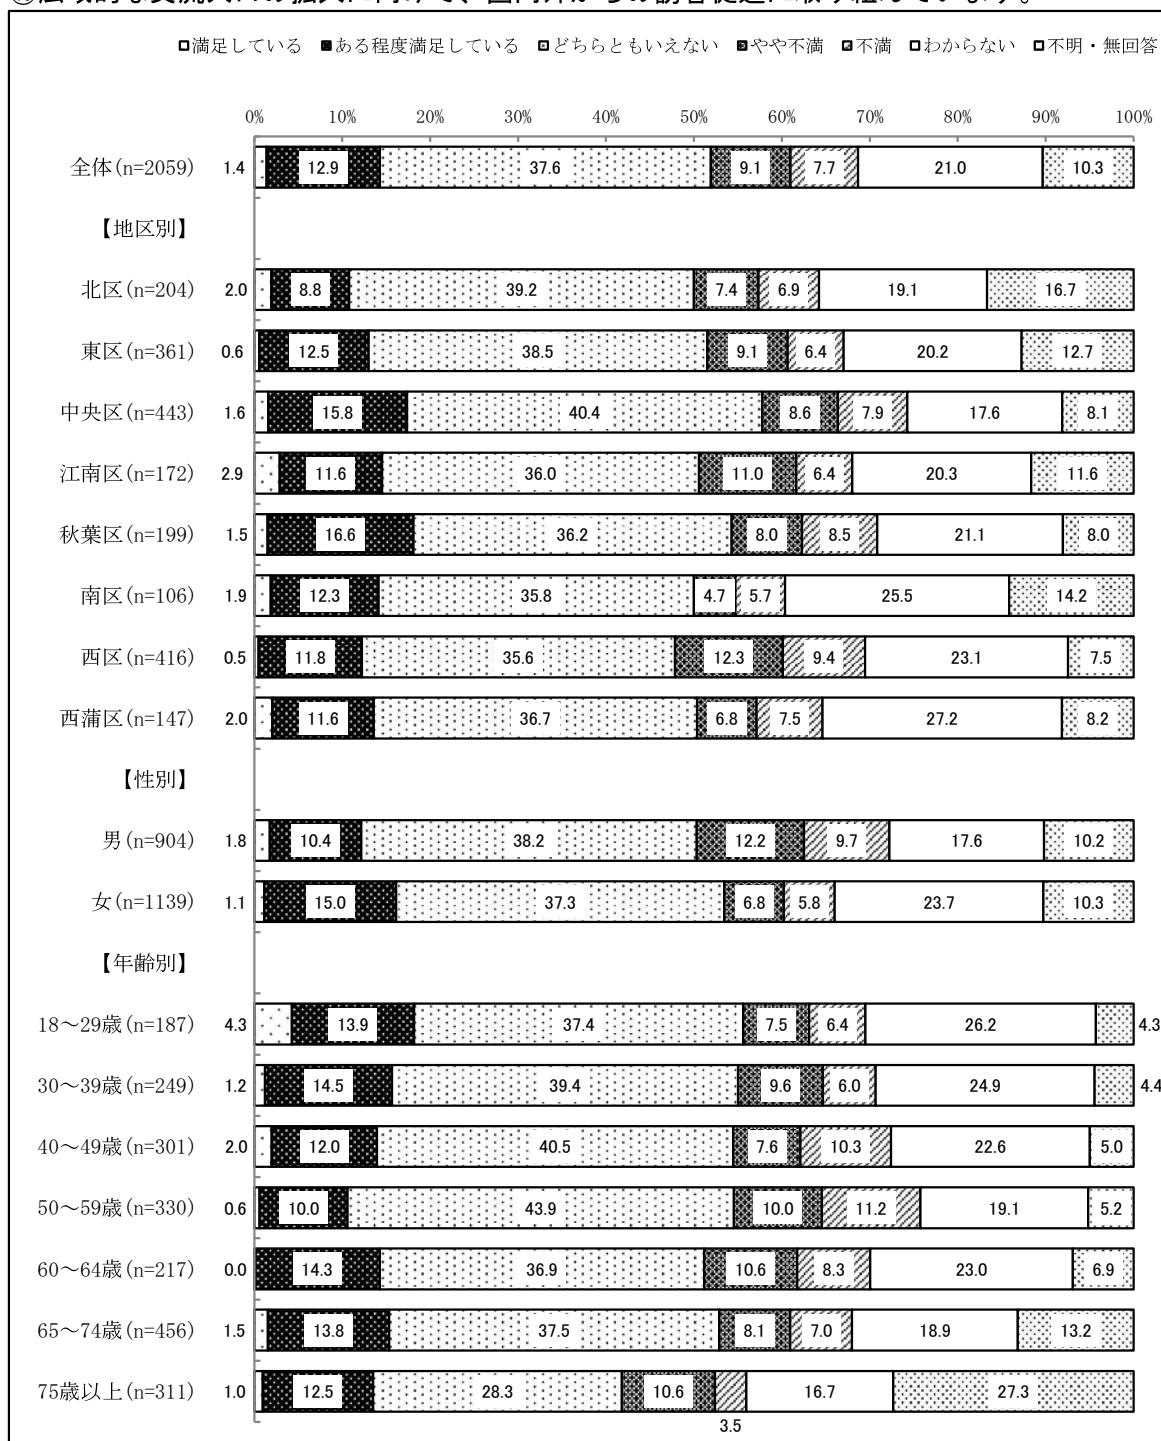 □満足している ■ある程度満足している □どちらともいえない ■やや不満 □不満 □わからない □不明・無回答
0% 10% 20% 30% 40% 50% 60% 70% 80% 90% 100%
全体(n=2059) 1.4 12.9 37.6 9.1 7.7 21.0 10.3
【地区別】
北区(n=204) 2.0 8.8 39.2 7.4 6.9 19.1 16.7
東区(n=361) 0.6 12.5 38.5 9.1 6.4 20.2 12.7
中央区(n=443) 1.6 15.8 40.4 8.6 7.9 17.6 8.1
江南区(n=172) 2.9 11.6 36.0 11.0 6.4 20.3 11.6
秋葉区(n=199) 1.5 16.6 36.2 8.0 8.5 21.1 8.0
南区(n=106) 1.9 12.3 35.8 4.7 5.7 25.5 14.2
西区(n=416) 0.5 11.8 35.6 12.3 9.4 23.1 7.5
西蒲区(n=147) 2.0 11.6 36.7 6.8 7.5 27.2 8.2
【性別】
男(n=904) 1.8 10.4 38.2 12.2 9.7 17.6 10.2
女(n=1139) 1.1 15.0 37.3 6.8 5.8 23.7 10.3
【年齢別】
18～29歳(n=187) 4.3 13.9 37.4 7.5 6.4 26.2 4.3
30～39歳(n=249) 1.2 14.5 39.4 9.6 6.0 24.9 4.4
40～49歳(n=301) 2.0 12.0 40.5 7.6 10.3 22.6 5.0
50～59歳(n=330) 0.6 10.0 43.9 10.0 11.2 19.1 5.2
60～64歳(n=217) 0.0 14.3 36.9 10.6 8.3 23.0 6.9
65～74歳(n=456) 1.5 13.8 37.5 8.1 7.0 18.9 13.2
75歳以上(n=311) 1.0 12.5 28.3 10.6 16.7 27.3
3.5